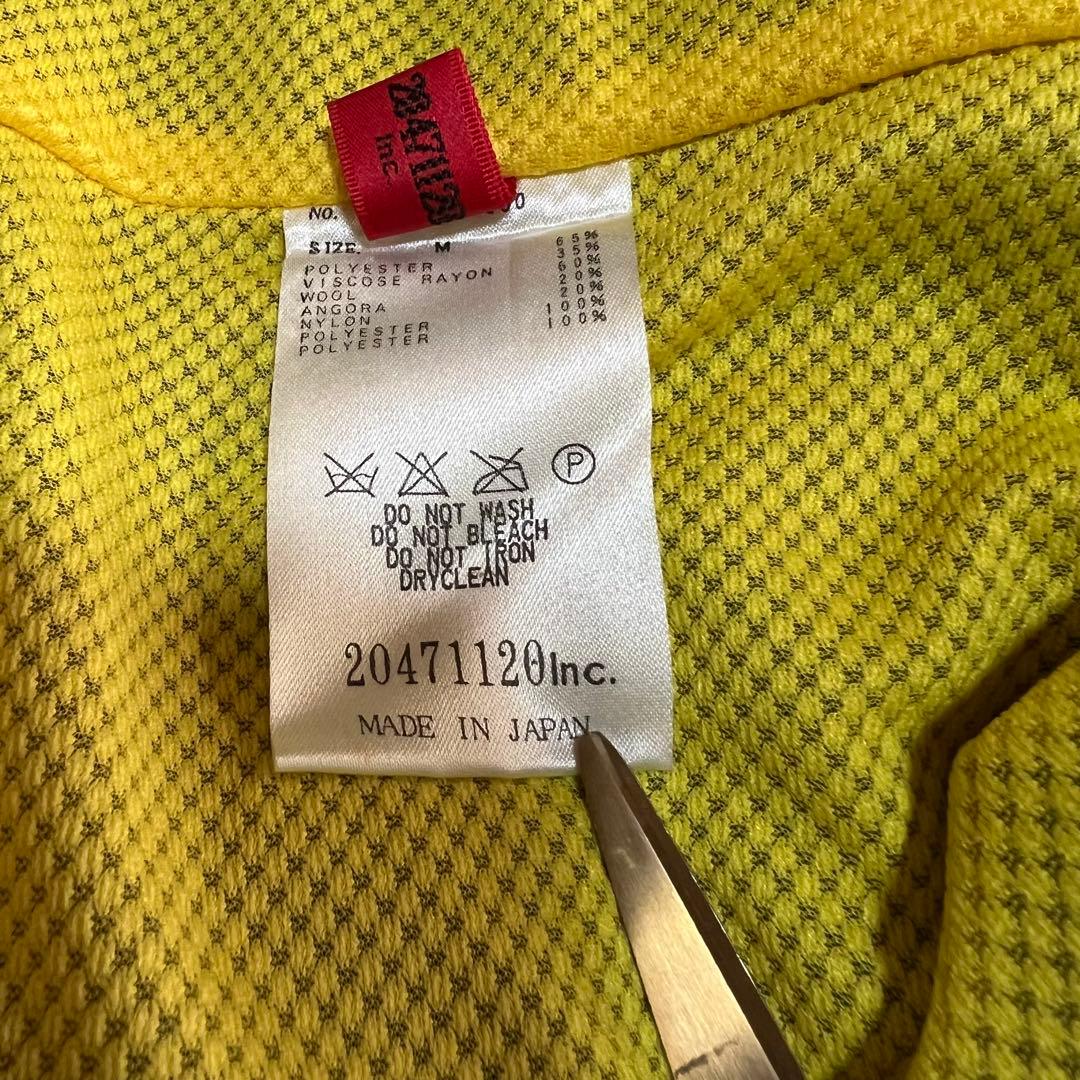 Inc.
No.
SIZE. M
POLYESTER 65%
VISCOSE RAYON 35%
WOOL 60%
ANGORA 20%
NYLON 20%
POLYESTER 100%
POLYESTER 100%
P
DO NOT WASH
DO NOT BLEACH
DO NOT IRON
DRYCLEAN
20471120Inc.
MADE IN JAPAN